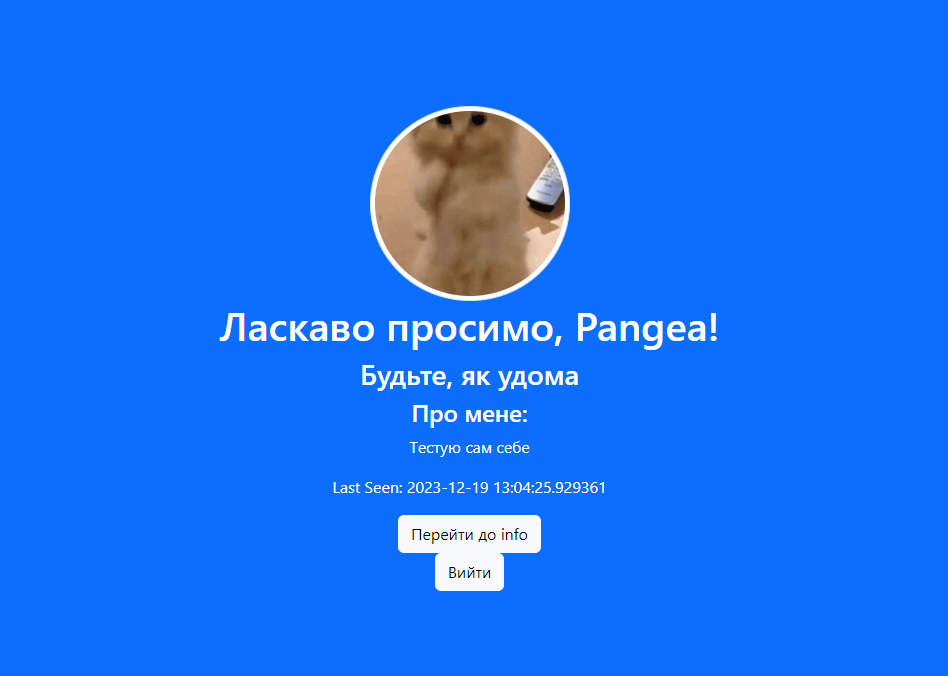 Ласкаво просимо, Pangea!
Будьте, як удома
Про мене:
Тестую сам себе
Last Seen: 2023-12-19 13:04:25.929361
Перейти до info
Вийти